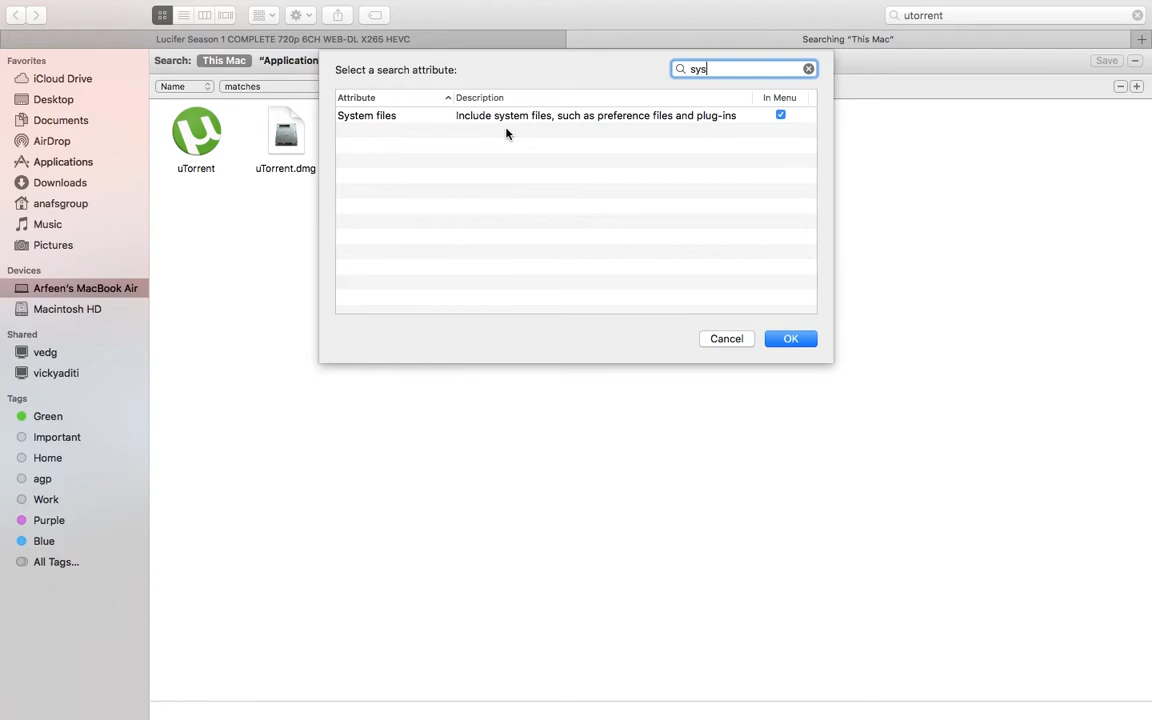 utorrent
Lucifer Season 1 COMPLETE 720p 6CH WEB-DL X265 HEVC
Searching “This Mac”
Search: This Mac “Application Save
Name matches
Favorites
iCloud Drive
Desktop
Documents
AirDrop
Applications
Downloads
anafsgroup
Music
Pictures
Devices
Arfeen's MacBook Air
Macintosh HD
Shared
vedg
vickyaditi
Tags
Green
Important
Home
agp
Work
Purple
Blue
All Tags...
uTorrent uTorrent.dmg
Select a search attribute: sys
Attribute Description In Menu
System files Include system files, such as preference files and plug-ins
Cancel OK